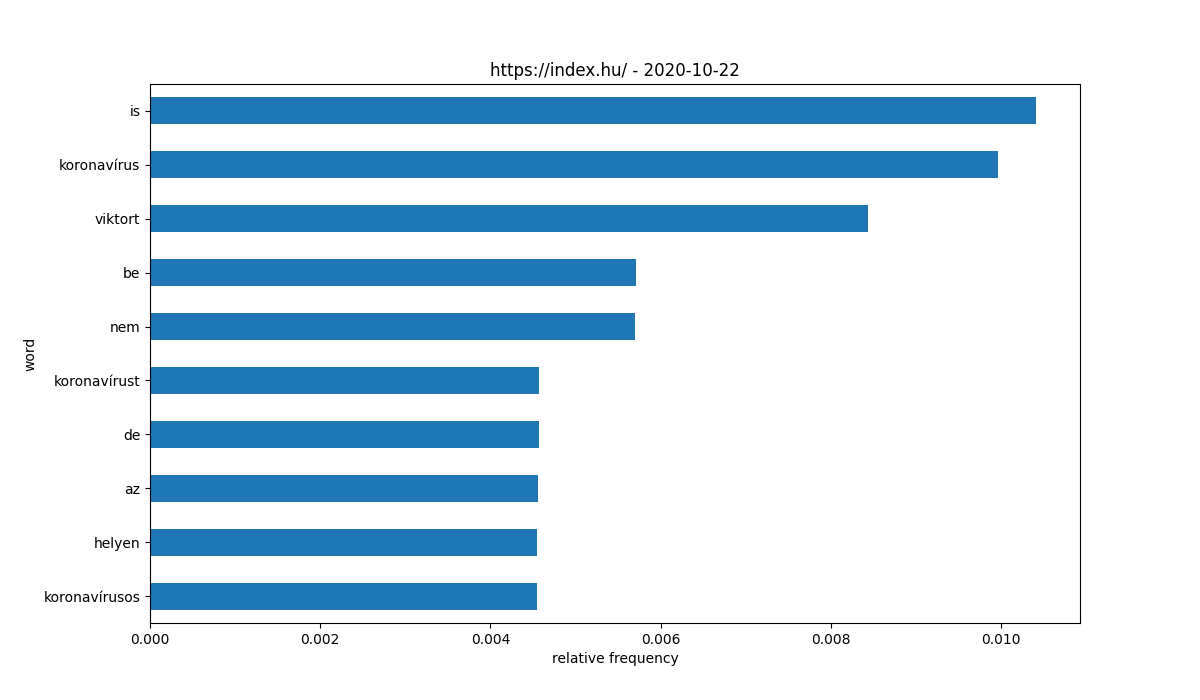 https://index.hu/ - 2020-10-22
is
koronavírus
viktort
be
nem
koronavírust
de
az
helyen
koronavírusos
word
0.000 0.002 0.004 0.006 0.008 0.010
relative frequency